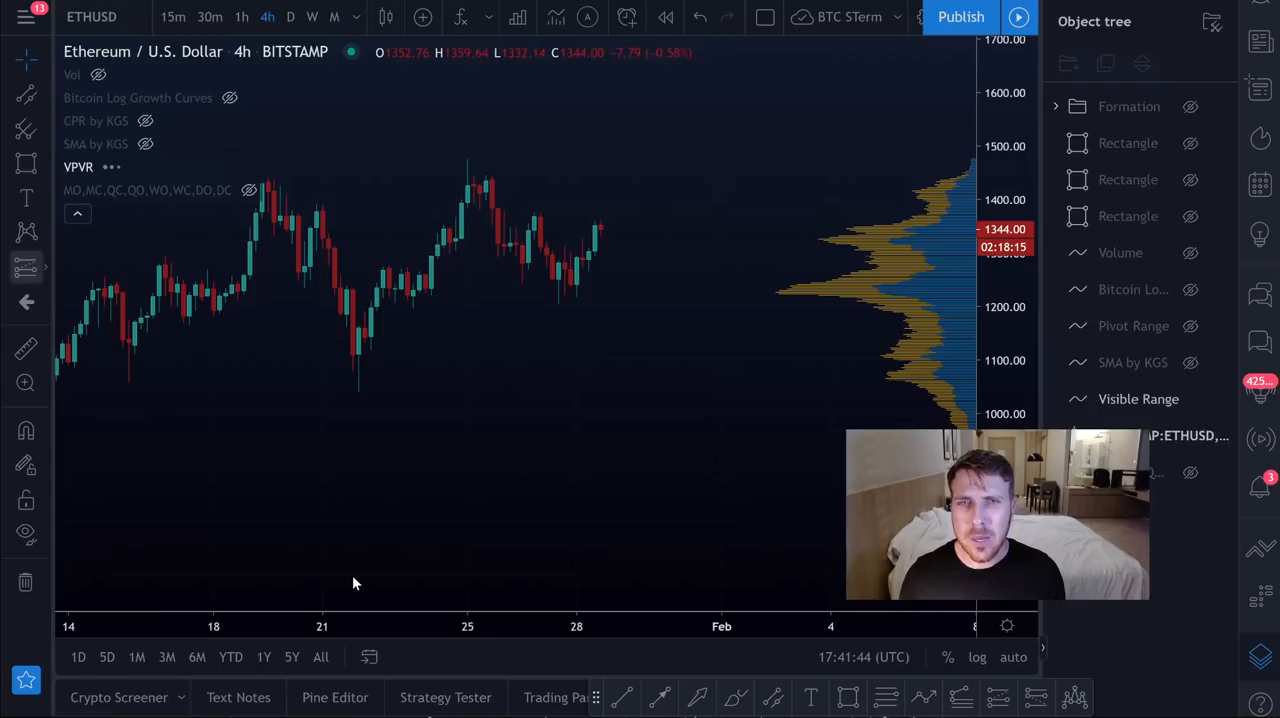 13
ETHUSD
15m 30m 1h 4h D W M
BTC STerm
Publish
Object tree
Ethereum / U.S. Dollar · 4h · BITSTAMP
O1352.76 H1359.64 L1332.14 C1344.00 -7.79 (-0.58%)
Vol
Bitcoin Log Growth Curves
CPR by KGS
SMA by KGS
VPVR
MO,MC,QC,QO,WO,WC,DO,DC
1700.00
1600.00
1500.00
1400.00
1344.00
02:18:15
1200.00
1100.00
1000.00
Formation
Rectangle
Rectangle
Rectangle
Volume
Bitcoin Lo...
Pivot Range
SMA by KGS
Visible Range
P:ETHUSD,...
425...
3
14 18 21 25 28 Feb 4 8
1D 5D 1M 3M 6M YTD 1Y 5Y All
17:41:44 (UTC)
% log auto
Crypto Screener
Text Notes
Pine Editor
Strategy Tester
Trading Pa